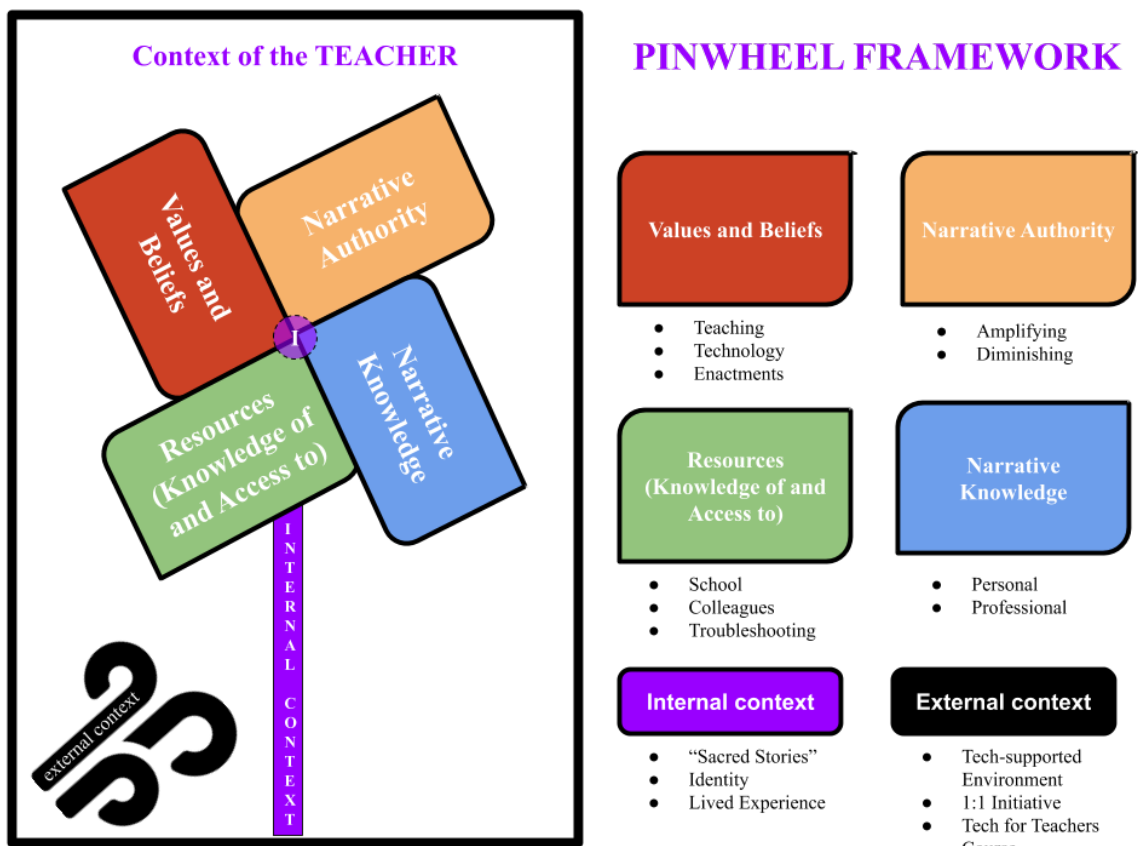 Context of the TEACHER
Values and
Beliefs
Narrative
Authority
I
Resources
(Knowledge of
and Access to)
Narrative
Knowledge
INTERNAL CONTEXT
external context
PINWHEEL FRAMEWORK
Values and Beliefs
● Teaching
● Technology
● Enactments
Narrative Authority
● Amplifying
● Diminishing
Resources
(Knowledge of and
Access to)
● School
● Colleagues
● Troubleshooting
Narrative
Knowledge
● Personal
● Professional
Internal context
● “Sacred Stories”
● Identity
● Lived Experience
External context
● Tech-supported
Environment
● 1:1 Initiative
● Tech for Teachers